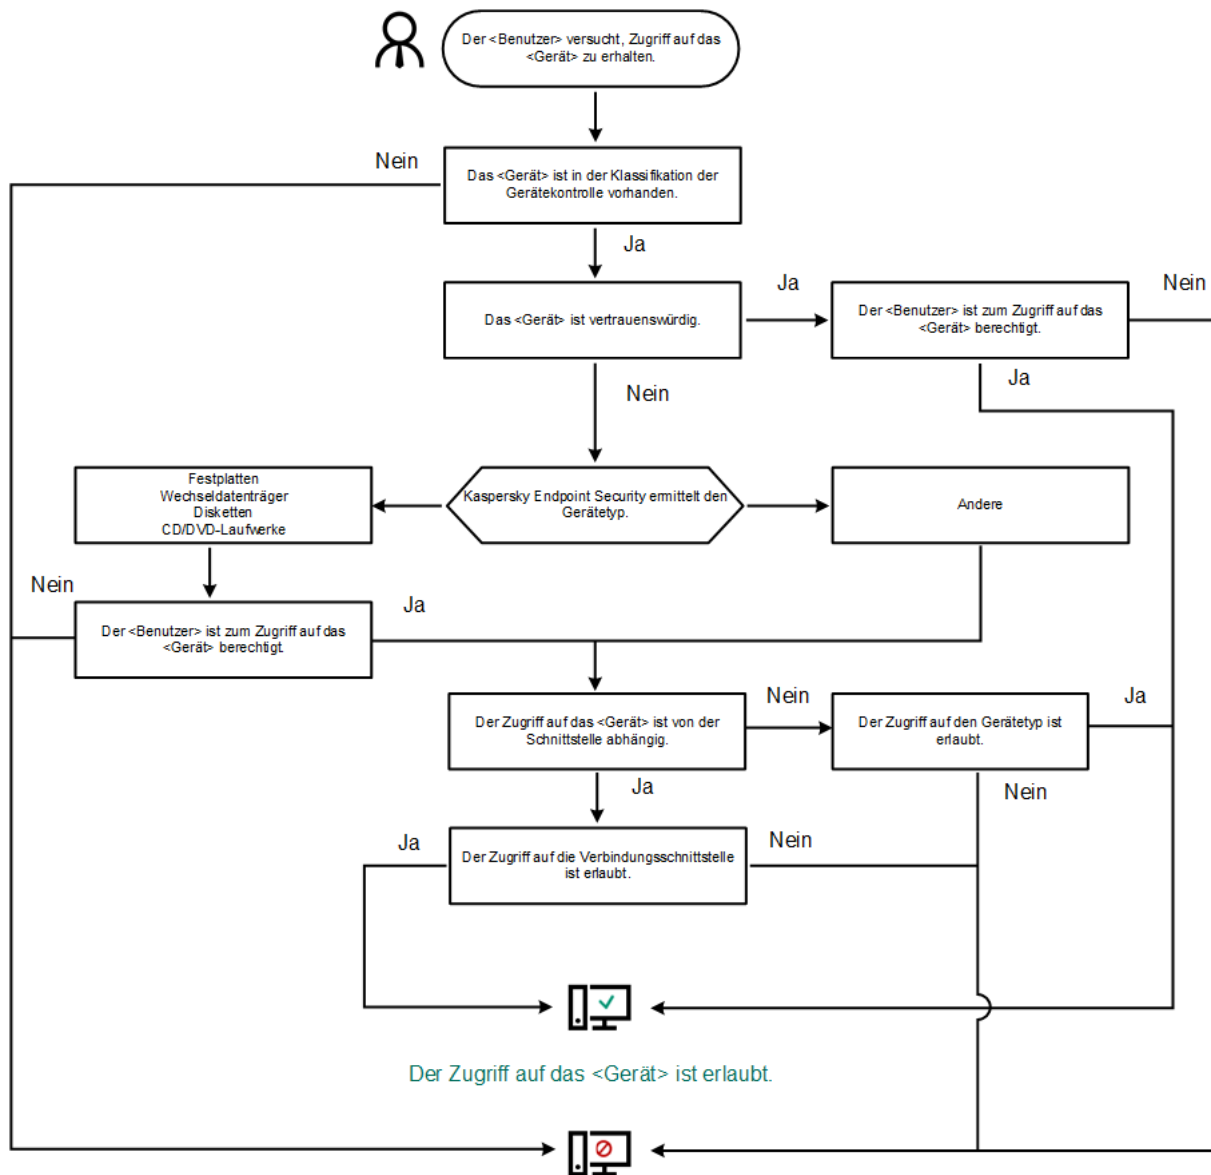 Der <Benutzer> versucht, Zugriff auf das
<Gerät> zu erhalten.
Nein
Das <Gerät> ist in der Klassifikation der
Gerätekontrolle vorhanden.
Ja
Ja
Nein
Das <Gerät> ist vertrauenswürdig.
Der <Benutzer> ist zum Zugriff auf das
<Gerät> berechtigt.
Nein
Ja
Festplatten
Wechseldatenträger
Disketten
CD/DVD-Laufwerke
Kaspersky Endpoint Security ermittelt den
Gerätetyp.
Andere
Nein
Der <Benutzer> ist zum Zugriff auf das
<Gerät> berechtigt.
Ja
Der Zugriff auf das <Gerät> ist von der
Schnittstelle abhängig.
Nein
Der Zugriff auf den Gerätetyp ist
erlaubt.
Ja
Ja
Nein
Ja
Der Zugriff auf die Verbindungsschnittstelle
ist erlaubt.
Nein
Der Zugriff auf das <Gerät> ist erlaubt.